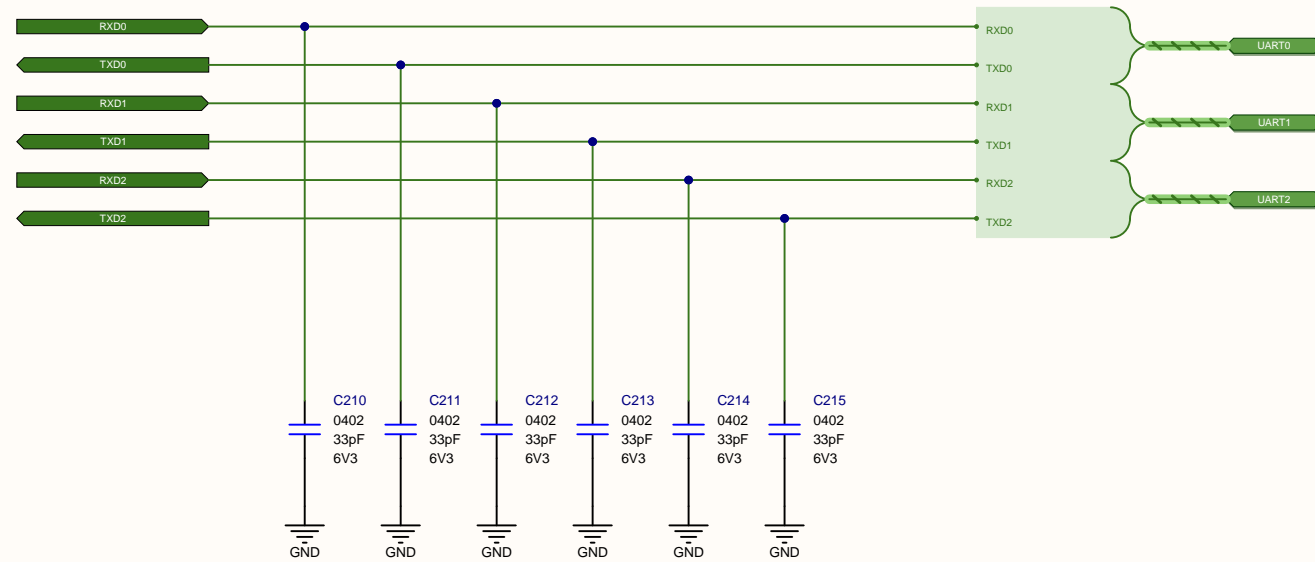 RXD0
TXD0
RXD1
TXD1
RXD2
TXD2
RXD0
TXD0
RXD1
TXD1
RXD2
TXD2
UART0
UART1
UART2
C210
0402
33pF
6V3
GND
C211
0402
33pF
6V3
GND
C212
0402
33pF
6V3
GND
C213
0402
33pF
6V3
GND
C214
0402
33pF
6V3
GND
C215
0402
33pF
6V3
GND